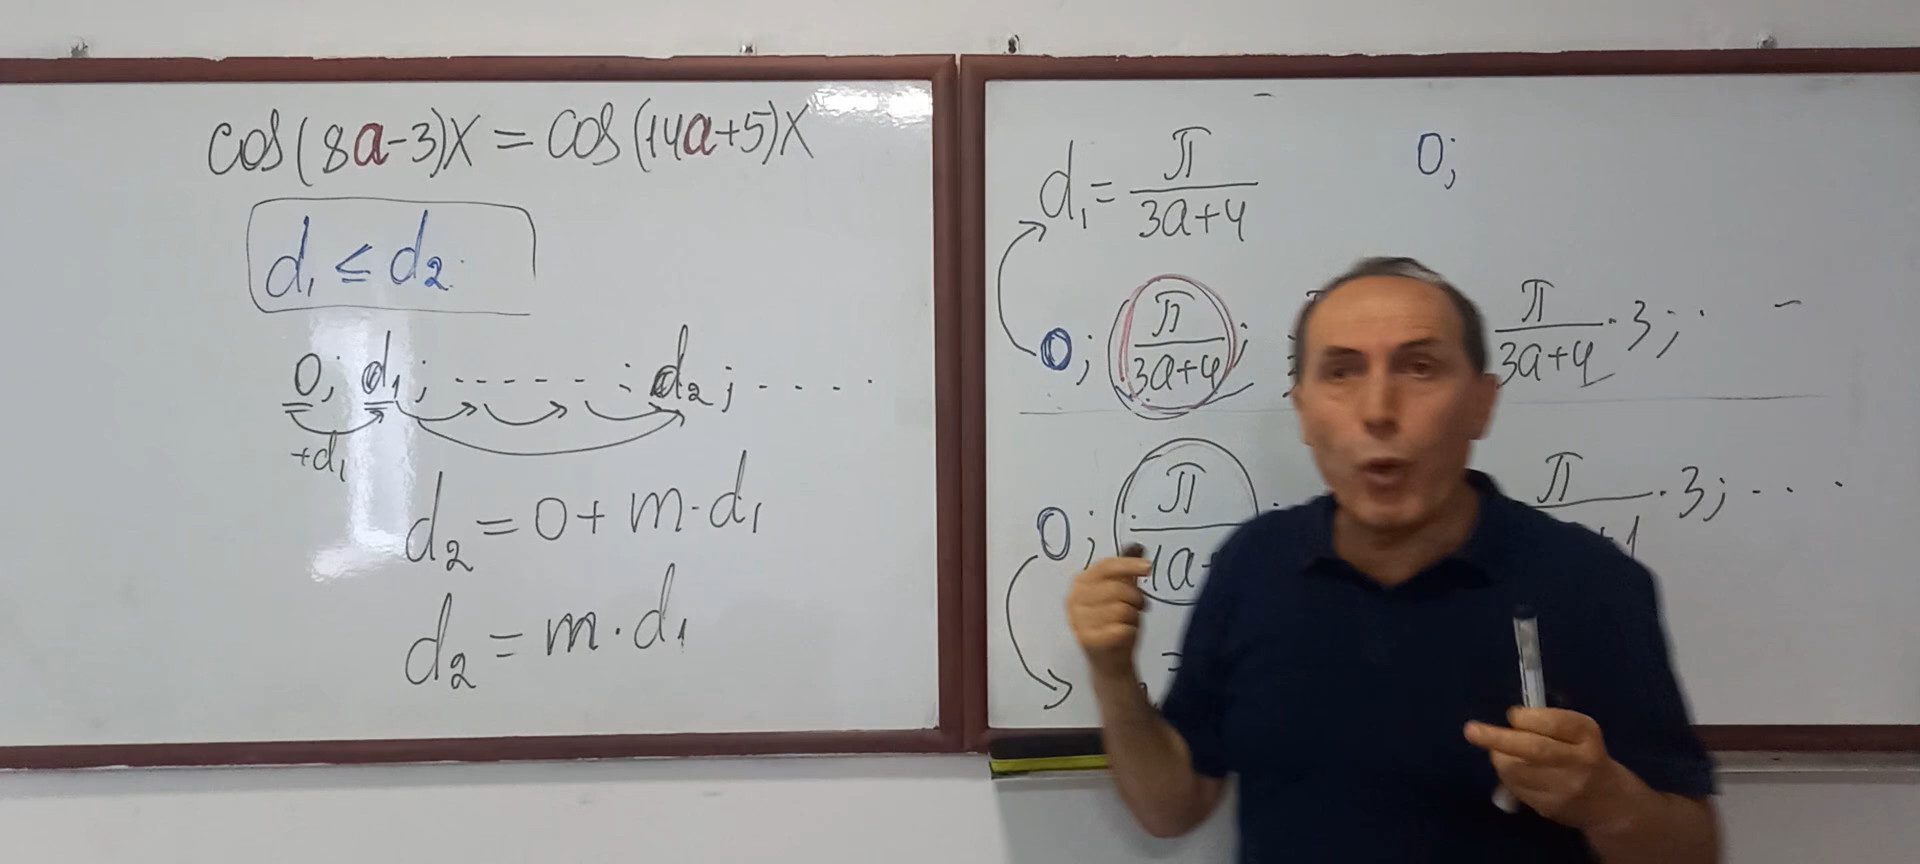 cos(8a-3)x = cos(14a+5)x
d₁ ≤ d₂
0; d₁; ------ ; d₂; - - - -
+d₁
d₂ = 0 + m · d₁
d₂ = m · d₁
d₁ = π/(3a+4) 0;
0; π/(3a+4); π/(3a+4) · 3; · -
0; π · 3; - - -